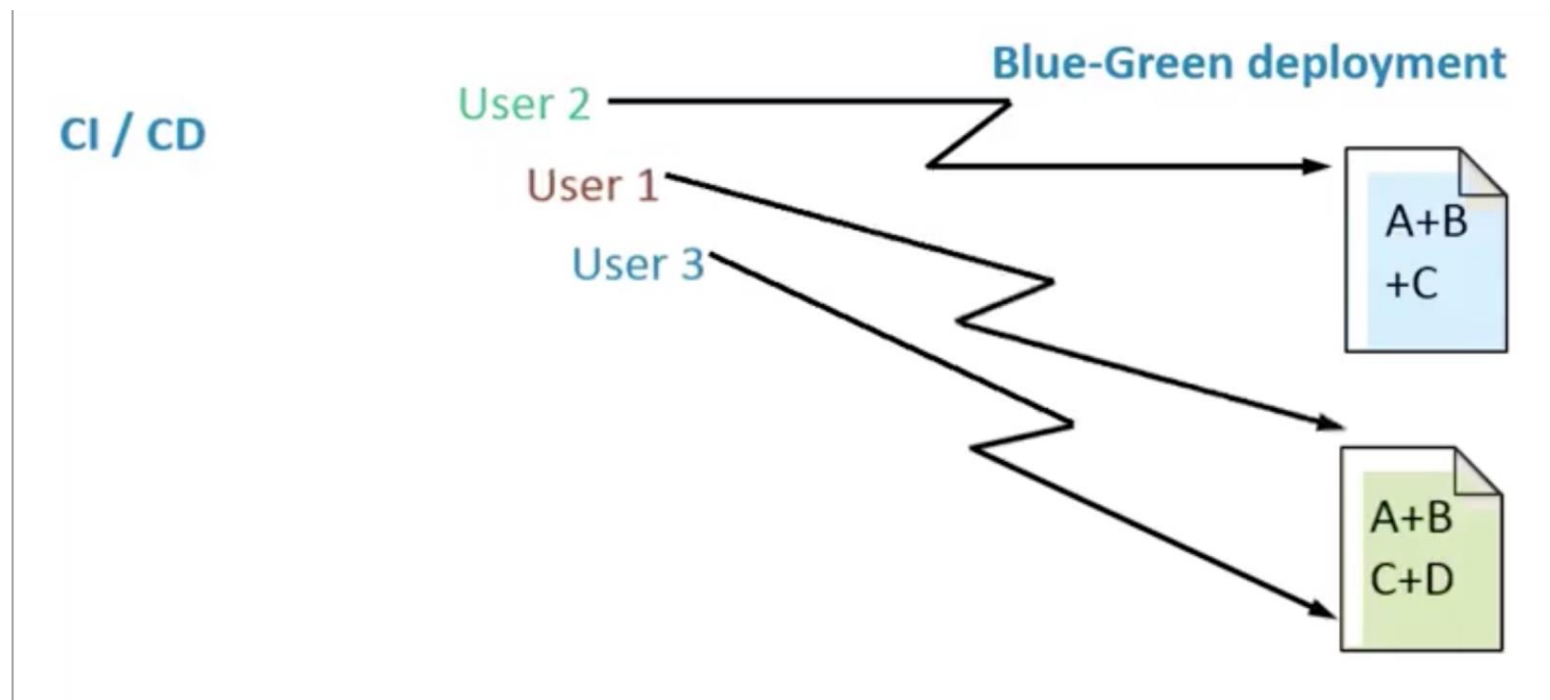 Blue-Green deployment
CI / CD
User 2
User 1
User 3
A+B
+C
A+B
C+D